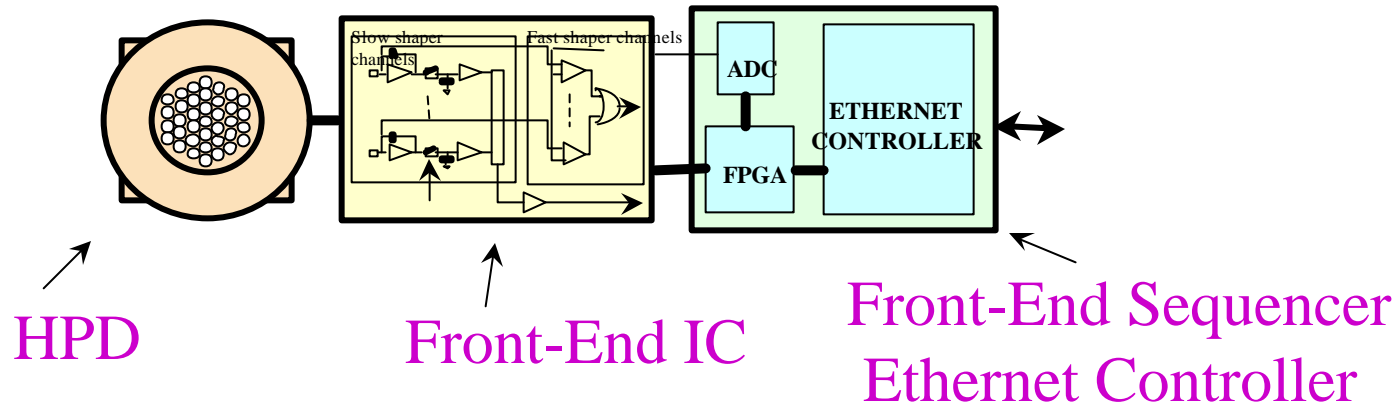 Slow shaper
channels
Fast shaper channels
ADC
FPGA
ETHERNET
CONTROLLER
HPD
Front-End IC
Front-End Sequencer
Ethernet Controller